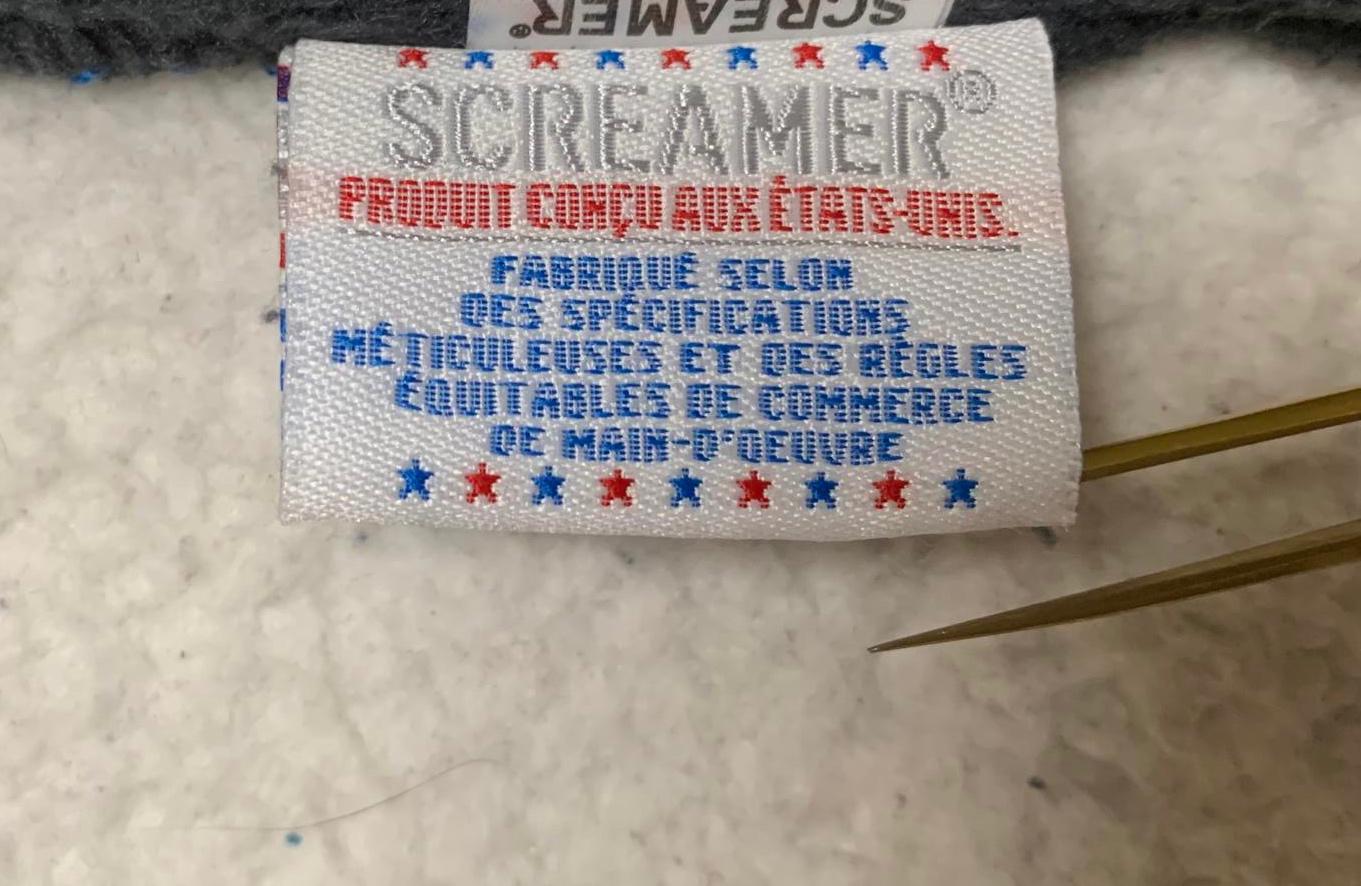 SCREAMER®
SCREAMER®
PRODUIT CONÇU AUX ÉTATS-UNIS.
FABRIQUÉ SELON
DES SPÉCIFICATIONS
MÉTICULEUSES ET DES RÉGLES
ÉQUITABLES DE COMMERCE
DE MAIN-D'OEUVRE